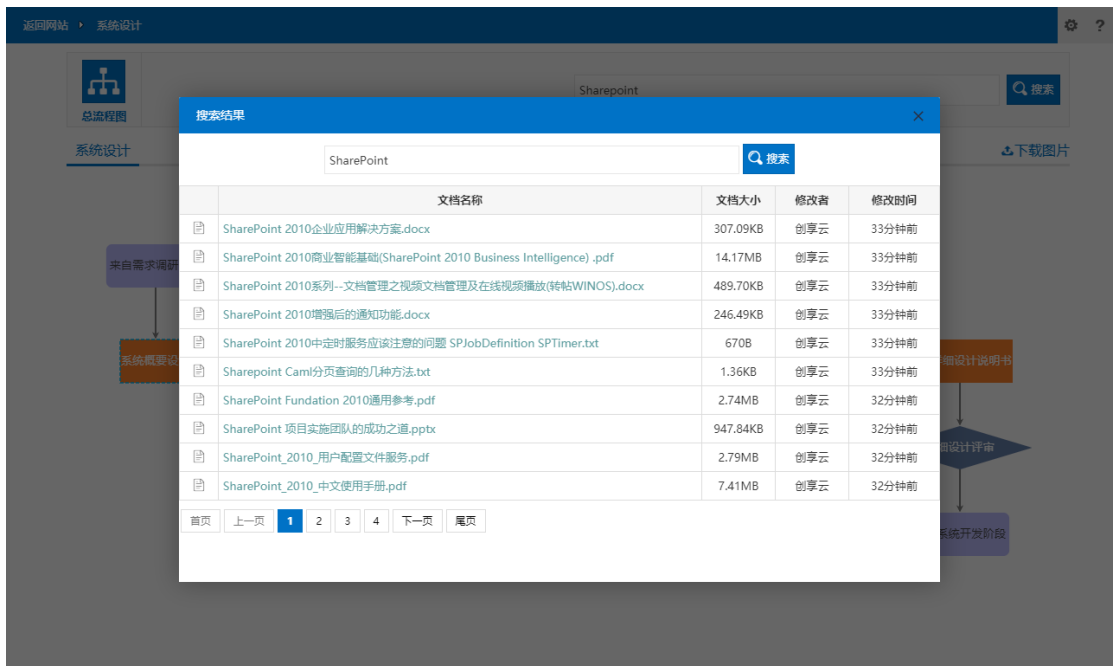 返回网站 系统设计
?
Sharepoint 搜索
总流程图
系统设计 下载图片
搜索结果
SharePoint 搜索
文档名称 文档大小 修改者 修改时间
SharePoint 2010企业应用解决方案.docx 307.09KB 创享云 33分钟前
SharePoint 2010商业智能基础(SharePoint 2010 Business Intelligence) .pdf 14.17MB 创享云 33分钟前
SharePoint 2010系列--文档管理之视频文档管理及在线视频播放(转帖WINOS).docx 489.70KB 创享云 33分钟前
SharePoint 2010增强后的通知功能.docx 246.49KB 创享云 33分钟前
SharePoint 2010中定时服务应该注意的问题 SPJobDefinition SPTimer.txt 670B 创享云 33分钟前
Sharepoint Caml分页查询的几种方法.txt 1.36KB 创享云 33分钟前
SharePoint Fundation 2010通用参考.pdf 2.74MB 创享云 32分钟前
SharePoint 项目实施团队的成功之道.pptx 947.84KB 创享云 32分钟前
SharePoint_2010_用户配置文件服务.pdf 2.79MB 创享云 32分钟前
SharePoint_2010_中文使用手册.pdf 7.41MB 创享云 32分钟前
首页 上一页 1 2 3 4 下一页 尾页
来自需求调研
系统概要设
细设计说明书
细设计评审
系统开发阶段